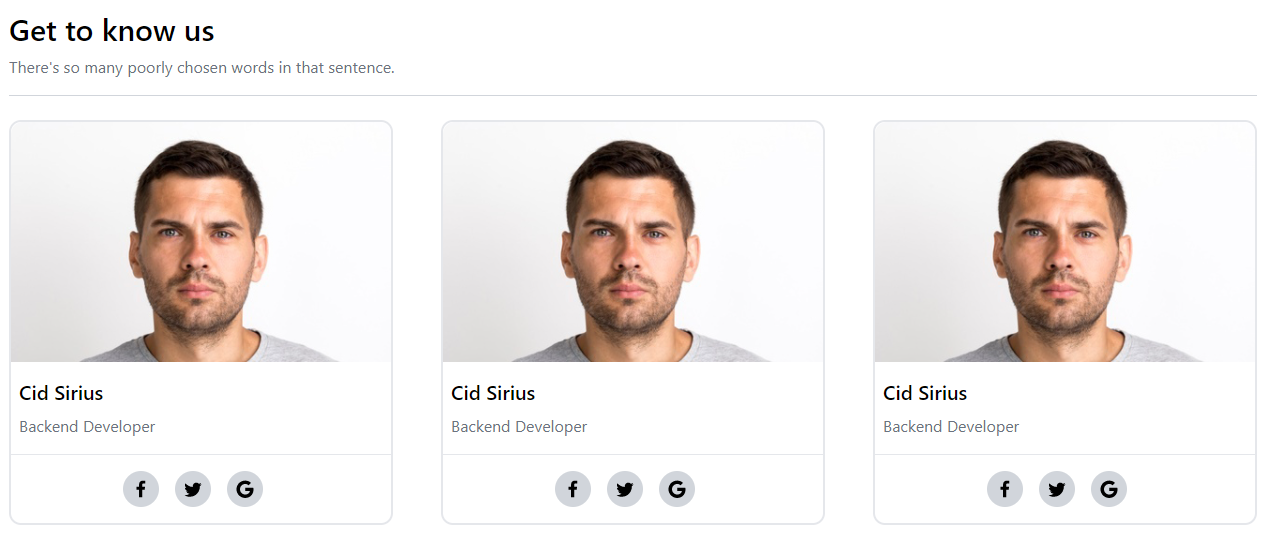 Get to know us
There's so many poorly chosen words in that sentence.
Cid Sirius
Backend Developer
Cid Sirius
Backend Developer
Cid Sirius
Backend Developer